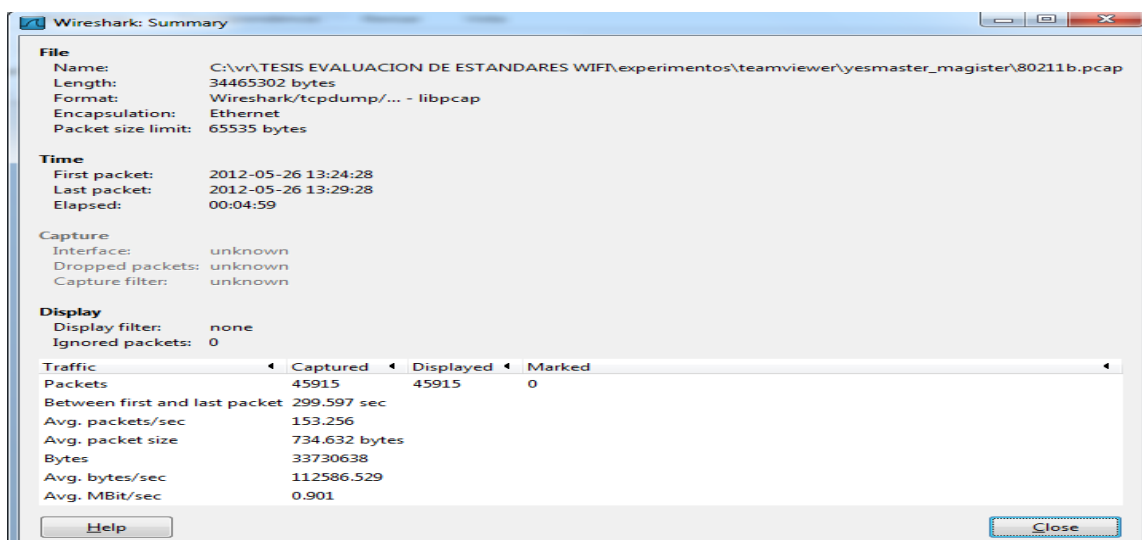 Wireshark: Summary
File
Name: C:\vr\TESIS EVALUACION DE ESTANDARES WIFI\experimentos\teamviewer\yesmaster_magister\80211b.pcap
Length: 34465302 bytes
Format: Wireshark/tcpdump/... - libpcap
Encapsulation: Ethernet
Packet size limit: 65535 bytes
Time
First packet: 2012-05-26 13:24:28
Last packet: 2012-05-26 13:29:28
Elapsed: 00:04:59
Capture
Interface: unknown
Dropped packets: unknown
Capture filter: unknown
Display
Display filter: none
Ignored packets: 0
Traffic Captured Displayed Marked
Packets 45915 45915 0
Between first and last packet 299.597 sec
Avg. packets/sec 153.256
Avg. packet size 734.632 bytes
Bytes 33730638
Avg. bytes/sec 112586.529
Avg. MBit/sec 0.901
Help Close